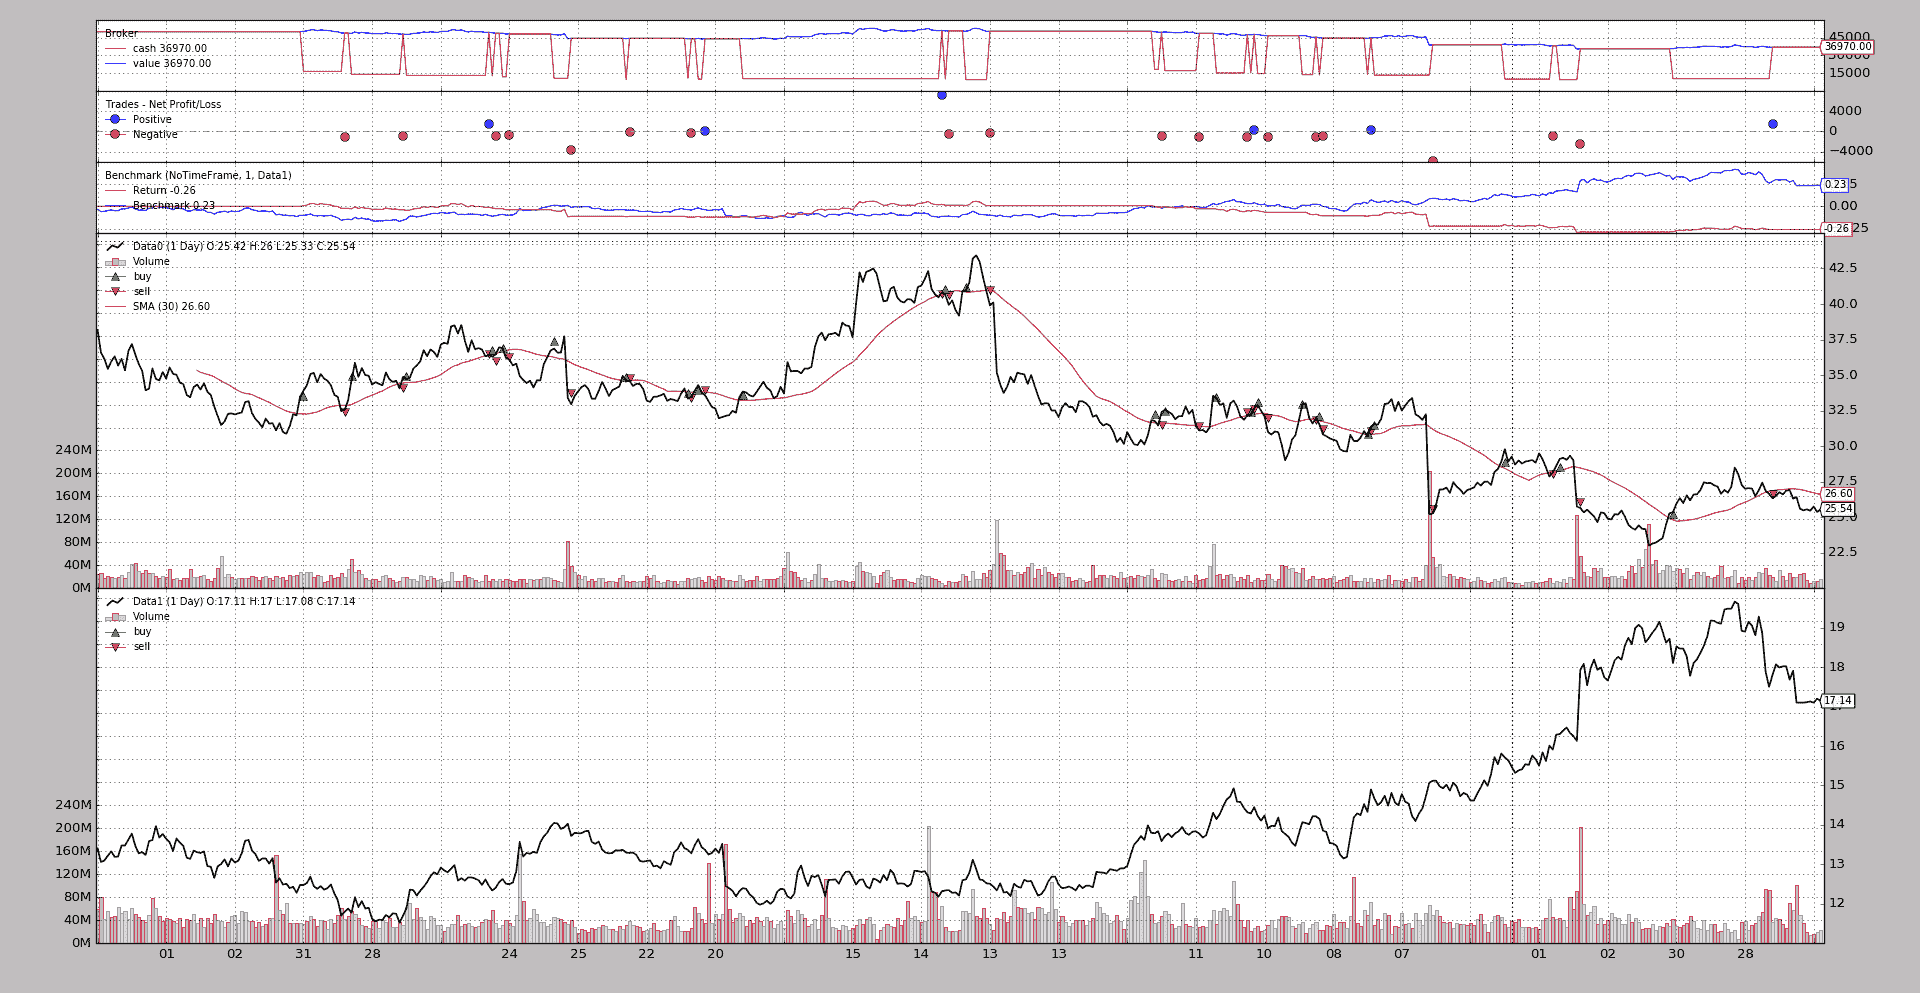 Broker
cash 36970.00
value 36970.00
45000
36970.00
15000
Trades - Net Profit/Loss
Positive
Negative
4000
0
−4000
Benchmark (NoTimeFrame, 1, Data1)
Return -0.26
Benchmark 0.23
0.23
0.00
-0.26
Data0 (1 Day) O:25.42 H:26 L:25.33 C:25.54
Volume
buy
sell
SMA (30) 26.60
42.5
40.0
37.5
35.0
32.5
30.0
27.5
26.60
25.54
22.5
240M
200M
160M
120M
80M
40M
0M
Data1 (1 Day) O:17.11 H:17 L:17.08 C:17.14
Volume
buy
sell
19
18
17.14
16
15
14
13
12
240M
200M
160M
120M
80M
40M
0M
01 02 31 28 24 25 22 20 15 14 13 13 11 10 08 07 01 02 30 28